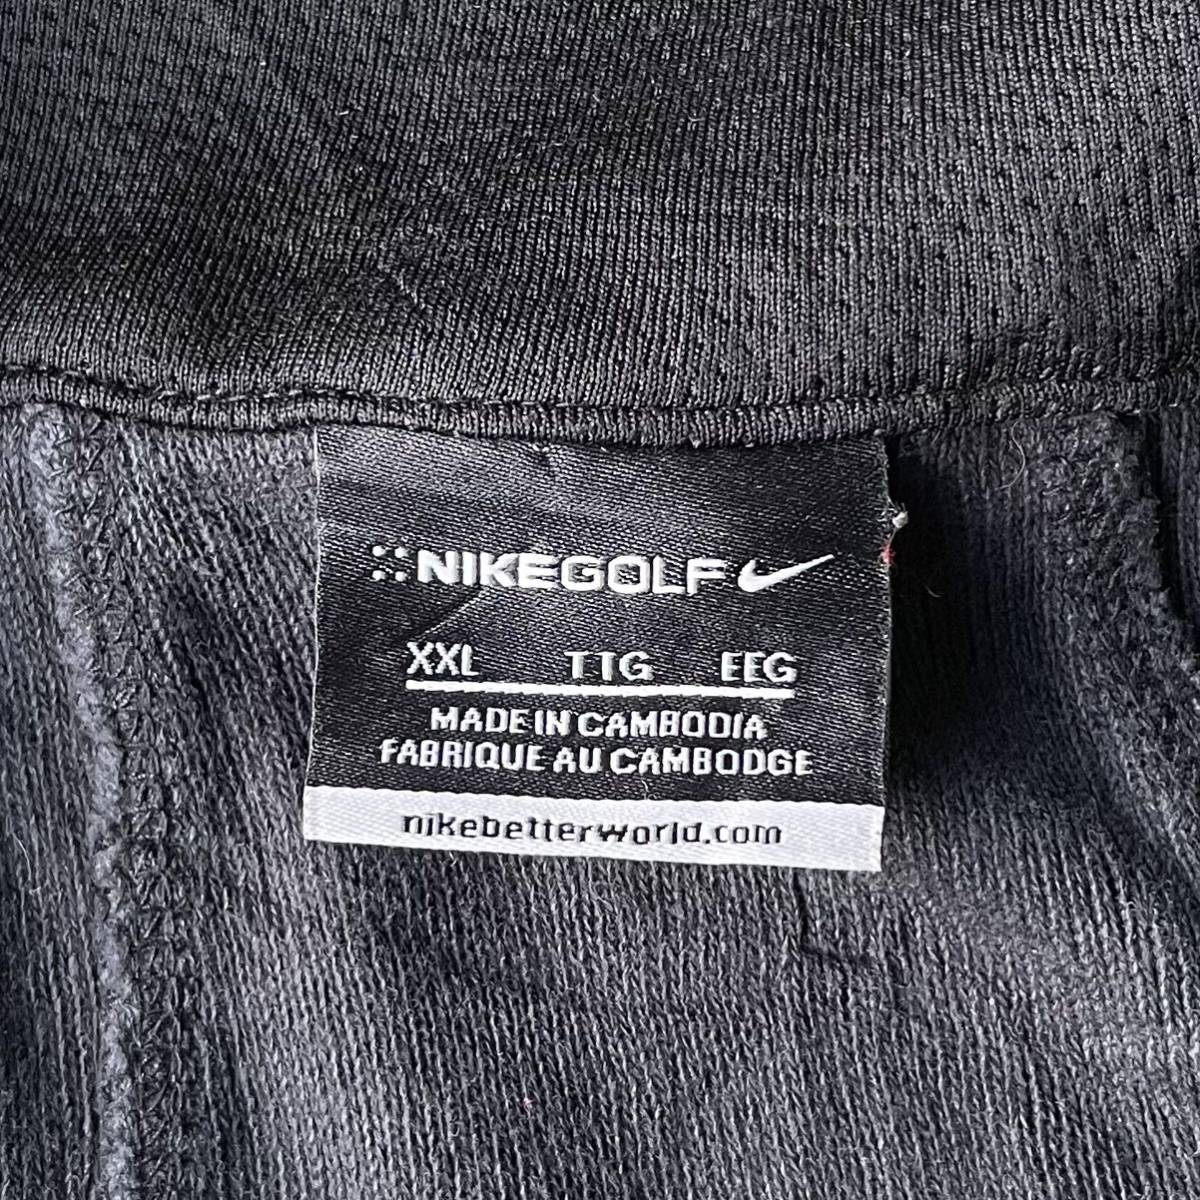 NIKEGOLF
XXL TTG EEG
MADE IN CAMBODIA
FABRIQUE AU CAMBODGE
nikebetterworld.com